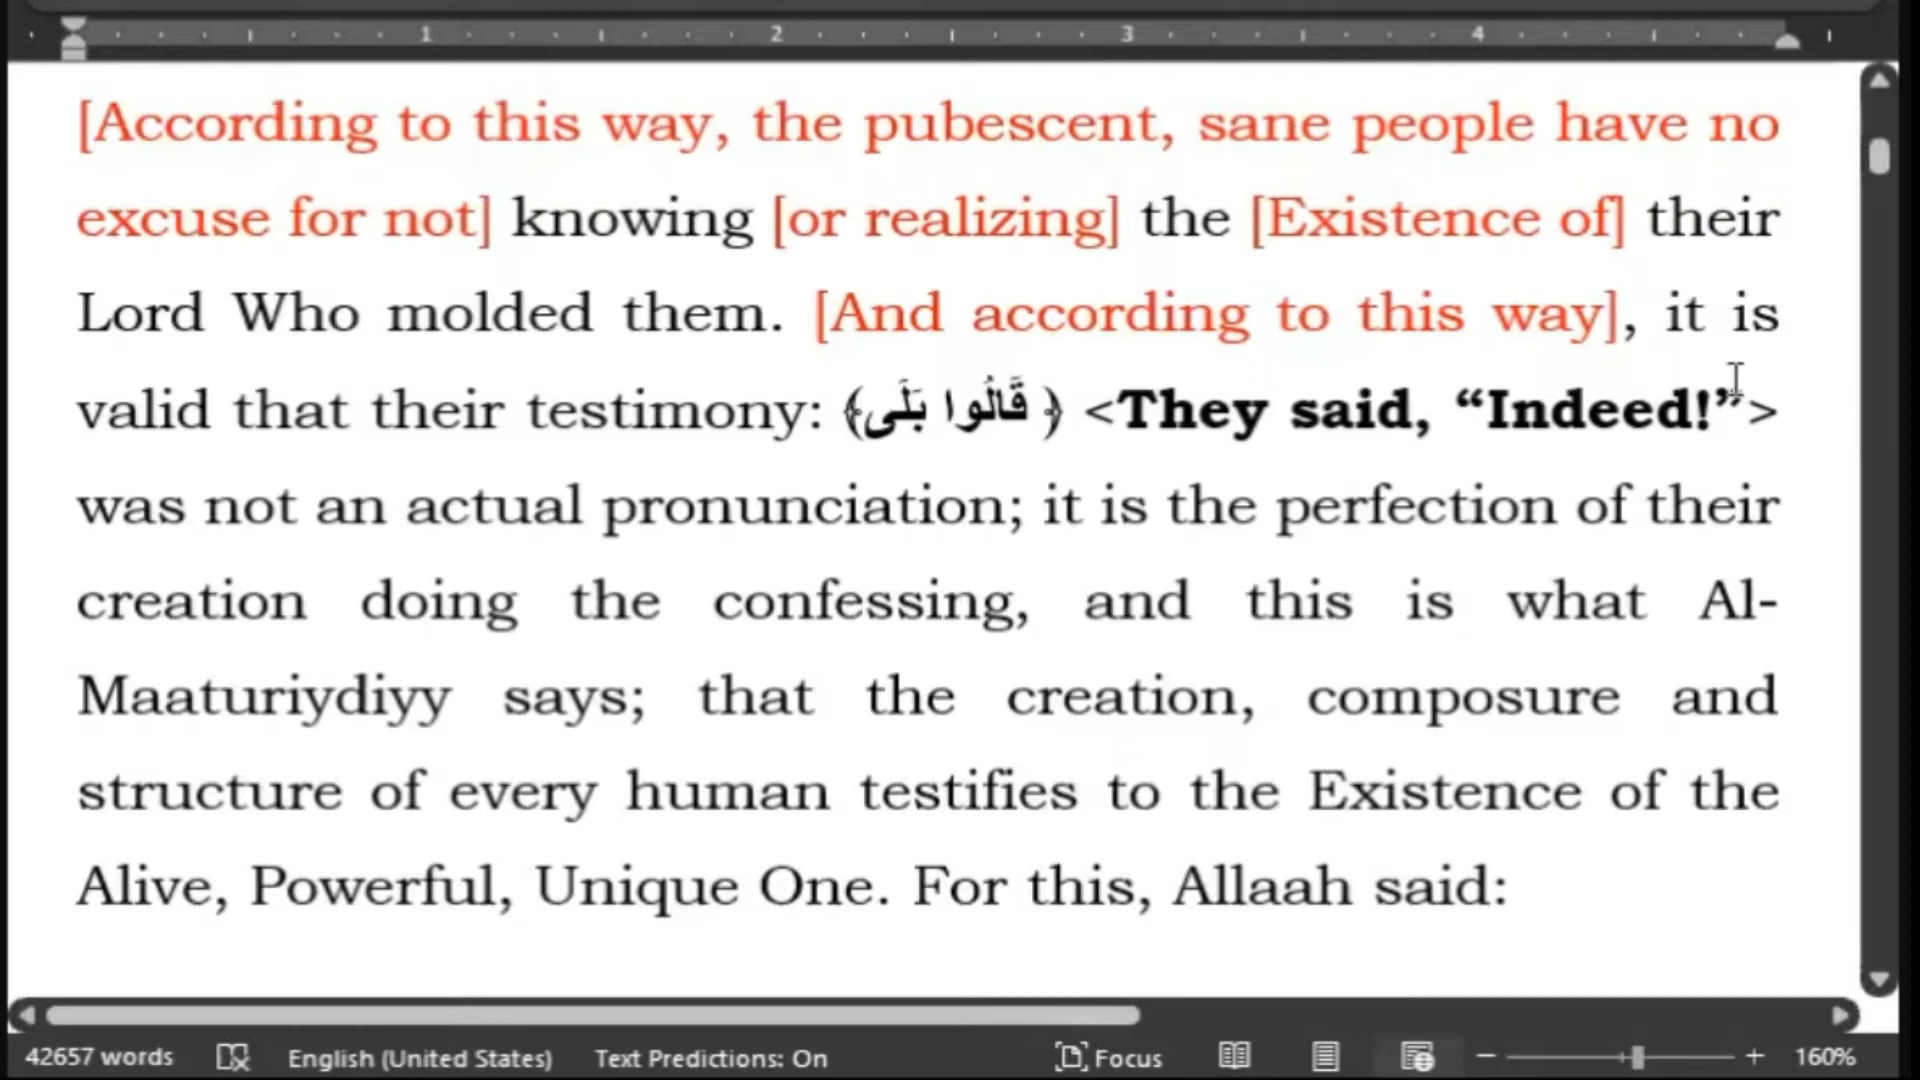 1 2 3 4
[According to this way, the pubescent, sane people have no
excuse for not] knowing [or realizing] the [Existence of] their
Lord Who molded them. [And according to this way], it is
valid that their testimony: ﴿ قَالُوا بَلَى﴾ <They said, “Indeed!”>
was not an actual pronunciation; it is the perfection of their
creation doing the confessing, and this is what Al-
Maaturiydiyy says; that the creation, composure and
structure of every human testifies to the Existence of the
Alive, Powerful, Unique One. For this, Allaah said:
42657 words English (United States) Text Predictions: On Focus 160%